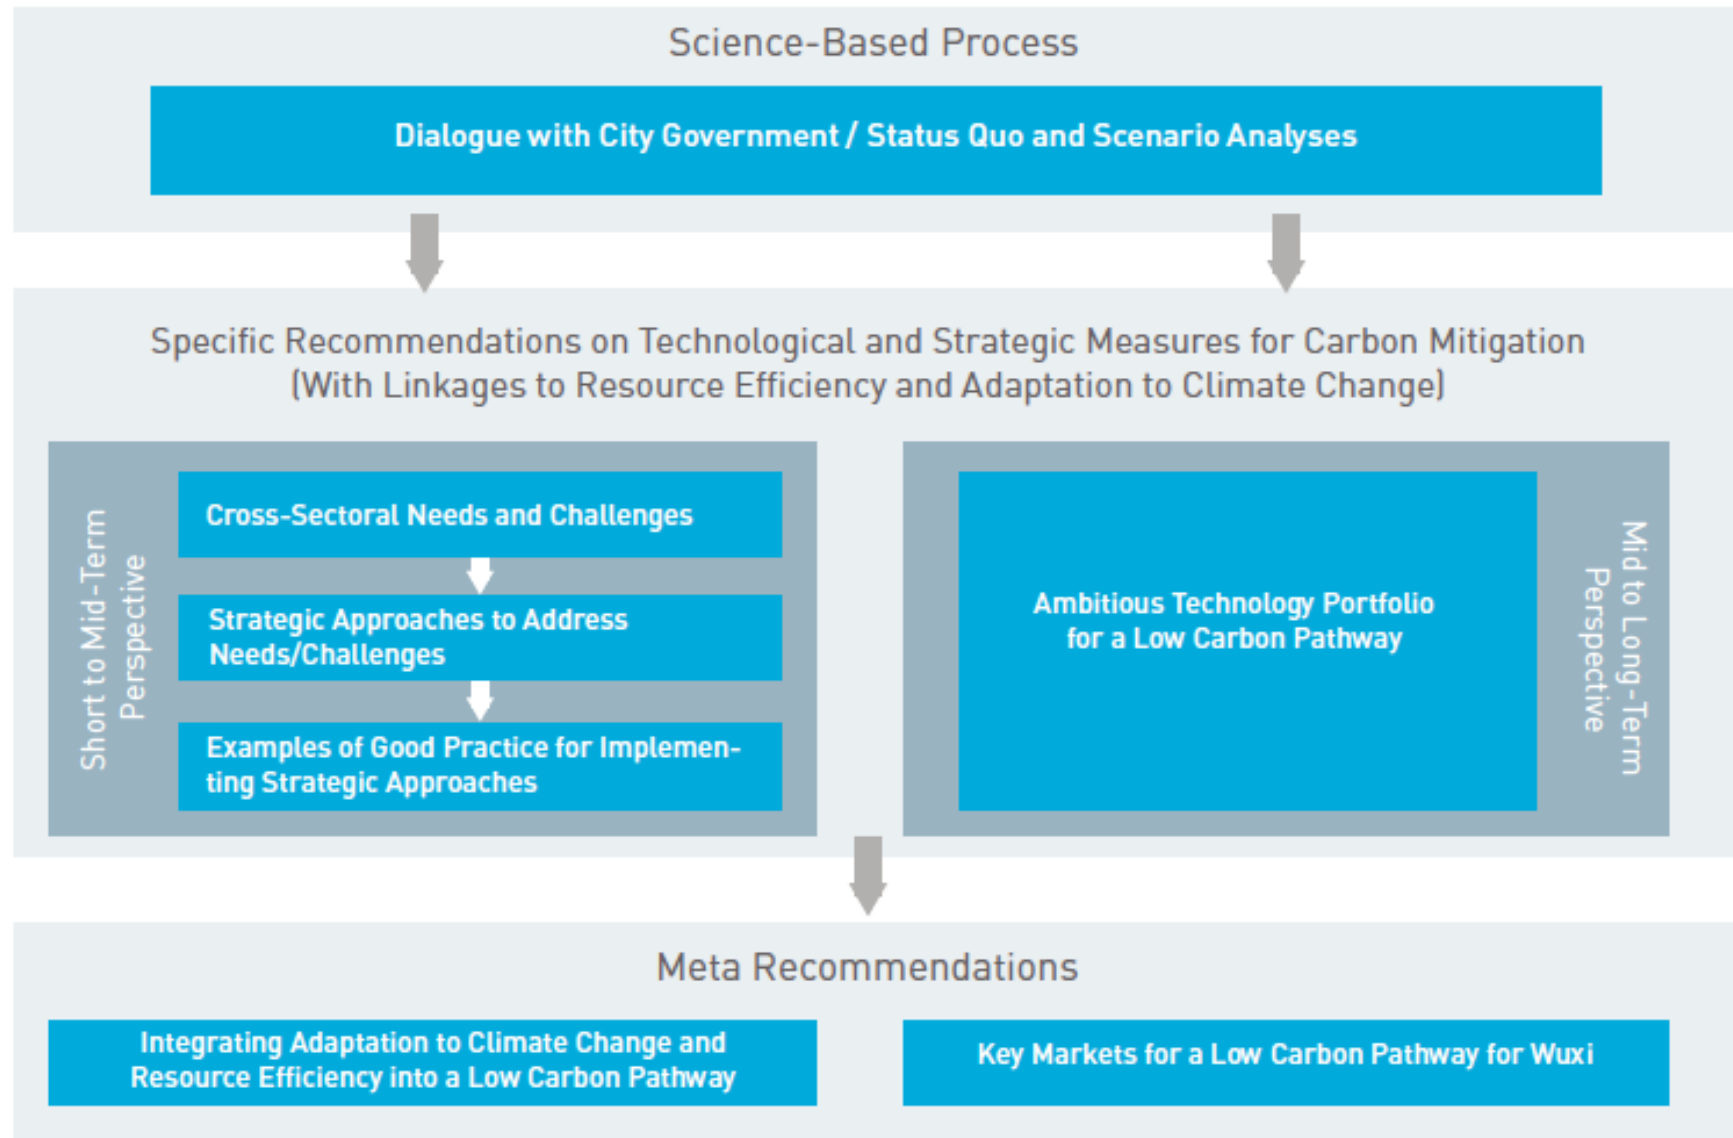 Science-Based Process
Dialogue with City Government / Status Quo and Scenario Analyses
Specific Recommendations on Technological and Strategic Measures for Carbon Mitigation
(With Linkages to Resource Efficiency and Adaptation to Climate Change)
Short to Mid-Term
Perspective
Cross-Sectoral Needs and Challenges
Strategic Approaches to Address
Needs/Challenges
Examples of Good Practice for Implemen-
ting Strategic Approaches
Ambitious Technology Portfolio
for a Low Carbon Pathway
Mid to Long-Term
Perspective
Meta Recommendations
Integrating Adaptation to Climate Change and
Resource Efficiency into a Low Carbon Pathway
Key Markets for a Low Carbon Pathway for Wuxi